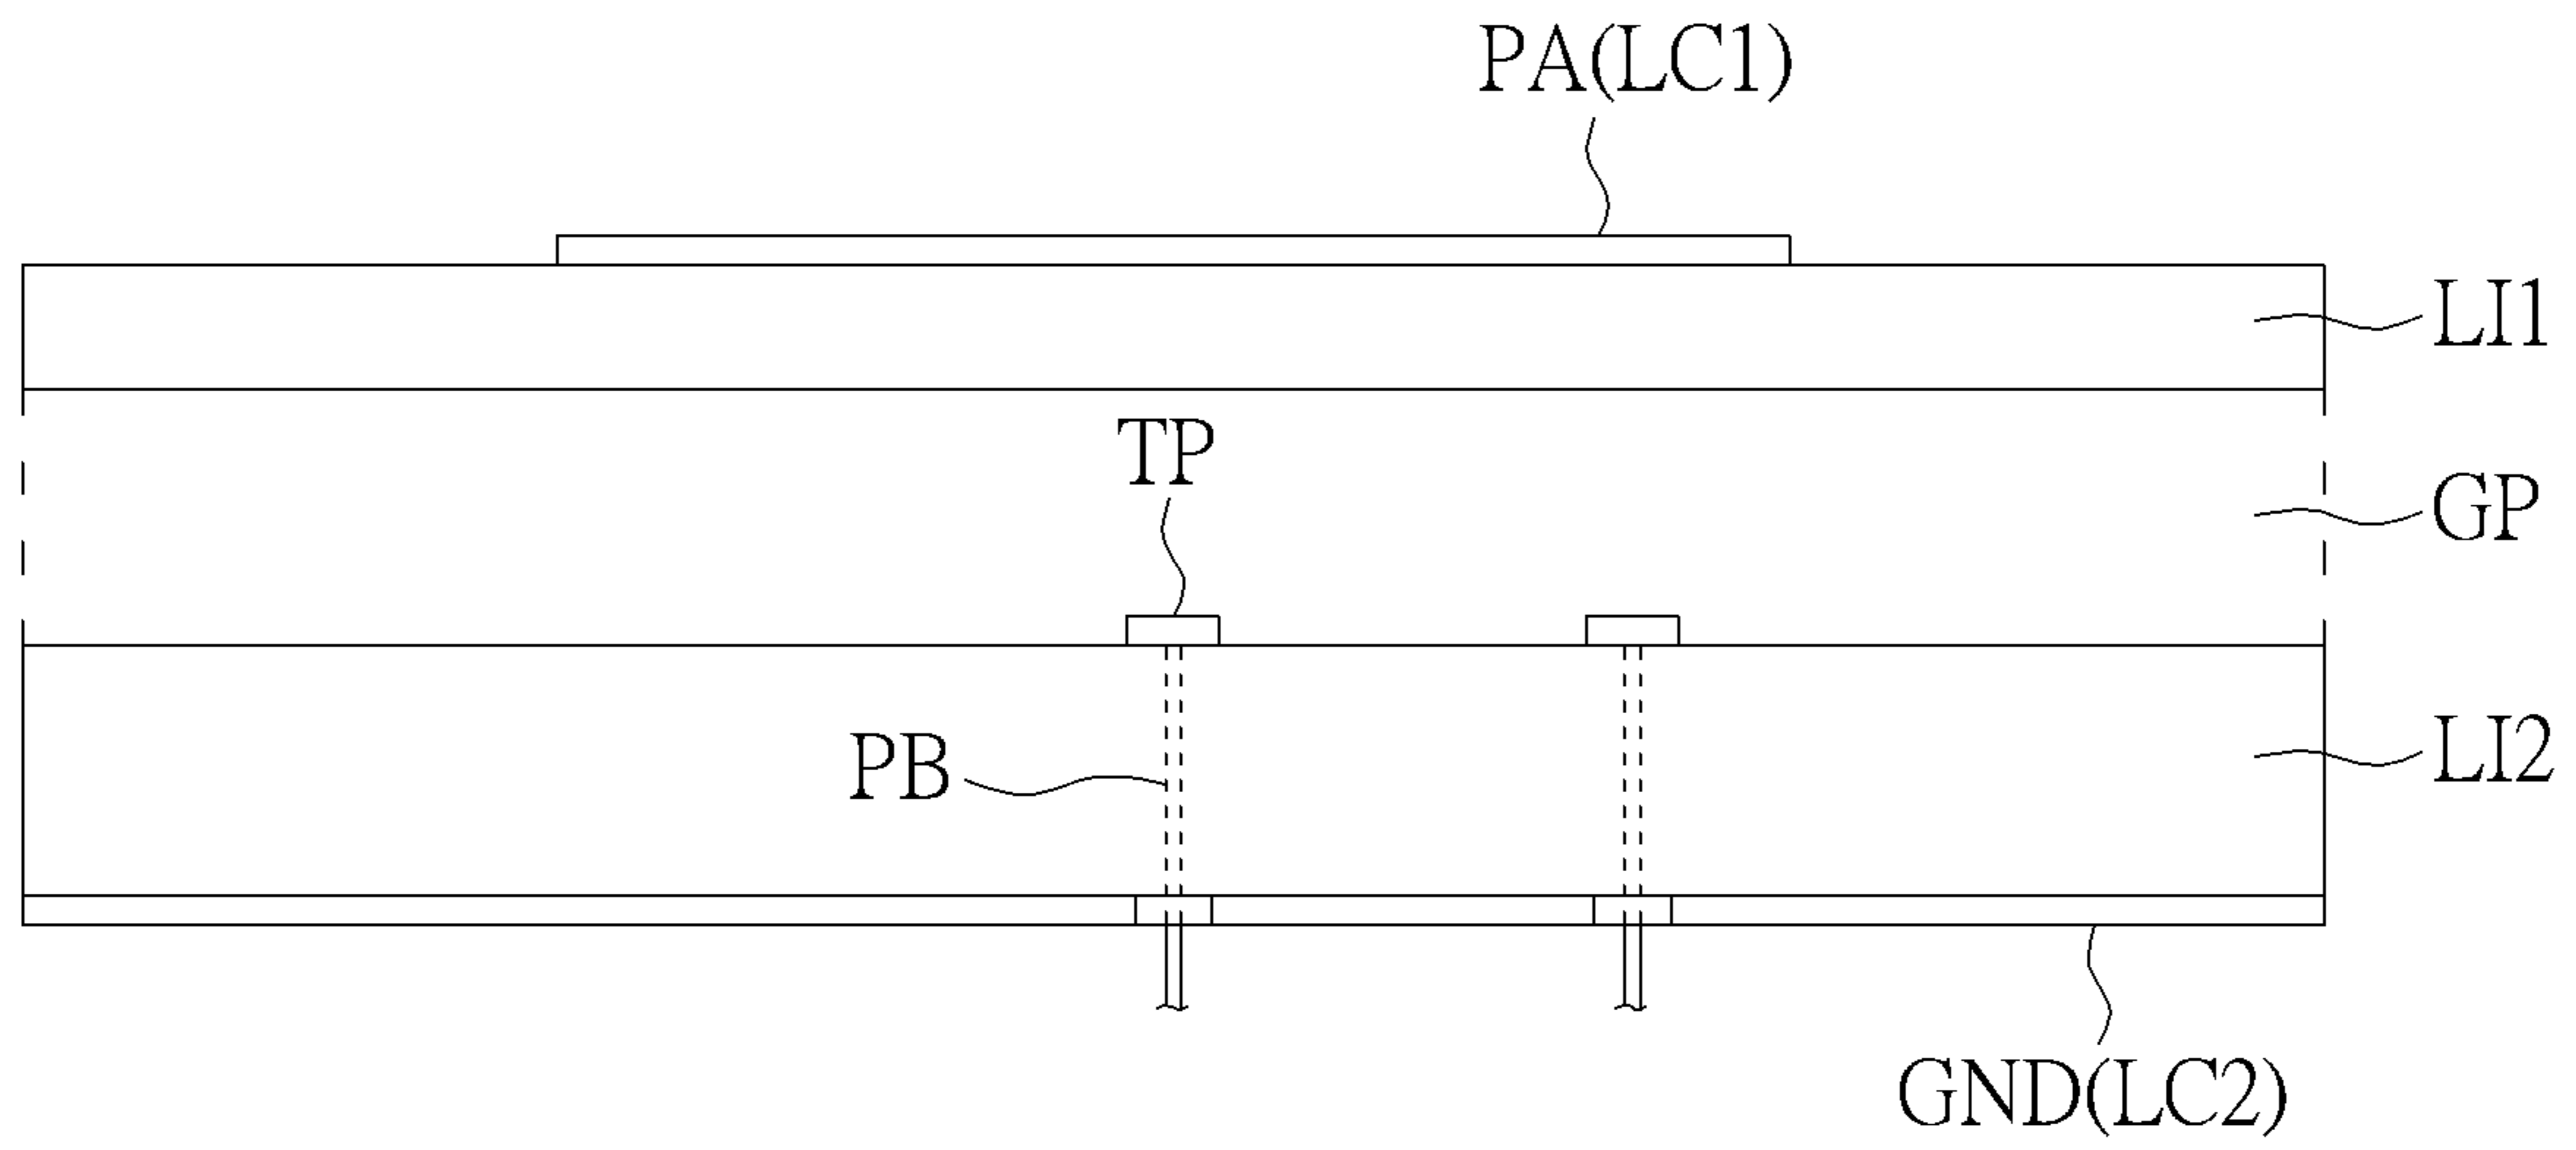 PA(LC1)
LI1
TP
GP
PB
LI2
GND(LC2)